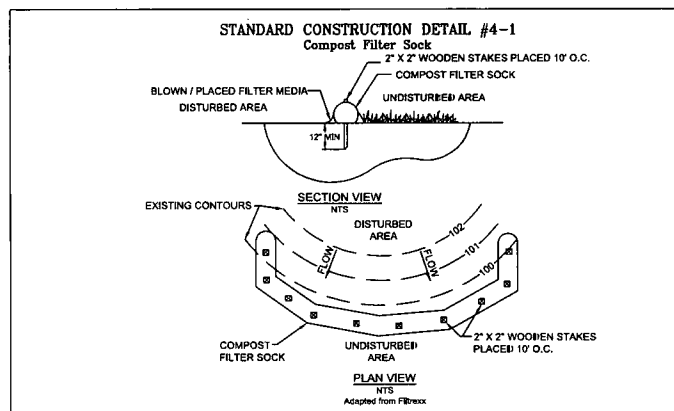 STANDARD CONSTRUCTION DETAIL #4-1
Compost Filter Sock
2" X 2" WOODEN STAKES PLACED 10' O.C.
COMPOST FILTER SOCK
BLOWN / PLACED FILTER MEDIA
DISTURBED AREA
UNDISTURBED AREA
12" MIN
SECTION VIEW
NTS
EXISTING CONTOURS
DISTURBED
AREA
102
101
100
FLOW
FLOW
COMPOST
FILTER SOCK
UNDISTURBED
AREA
2" X 2" WOODEN STAKES
PLACED 10' O.C.
PLAN VIEW
NTS
Adapted from Filtrexx